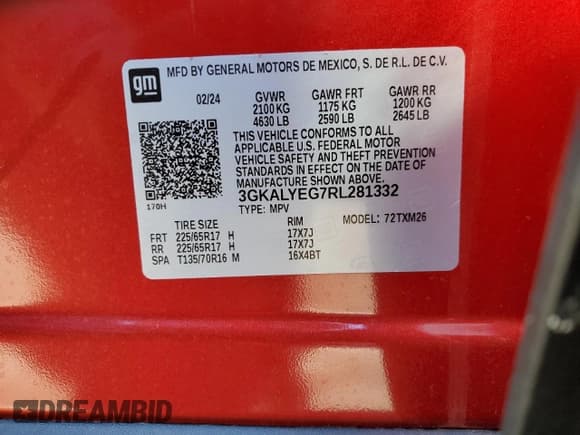 gm
MFD BY GENERAL MOTORS DE MEXICO, S. DE R.L. DE C.V.
02/24 GVWR GAWR FRT GAWR RR
2100 KG 1175 KG 1200 KG
4630 LB 2590 LB 2645 LB
THIS VEHICLE CONFORMS TO ALL
APPLICABLE U.S. FEDERAL MOTOR
VEHICLE SAFETY AND THEFT PREVENTION
STANDARDS IN EFFECT ON THE DATE OF
MANUFACTURE SHOWN ABOVE.
3GKALYEG7RL281332
170H TYPE: MPV MODEL: 72TXM26
TIRE SIZE RIM
FRT 225/65R17 H 17X7J
RR 225/65R17 H 17X7J
SPA T135/70R16 M 16X4BT
DREAMBID